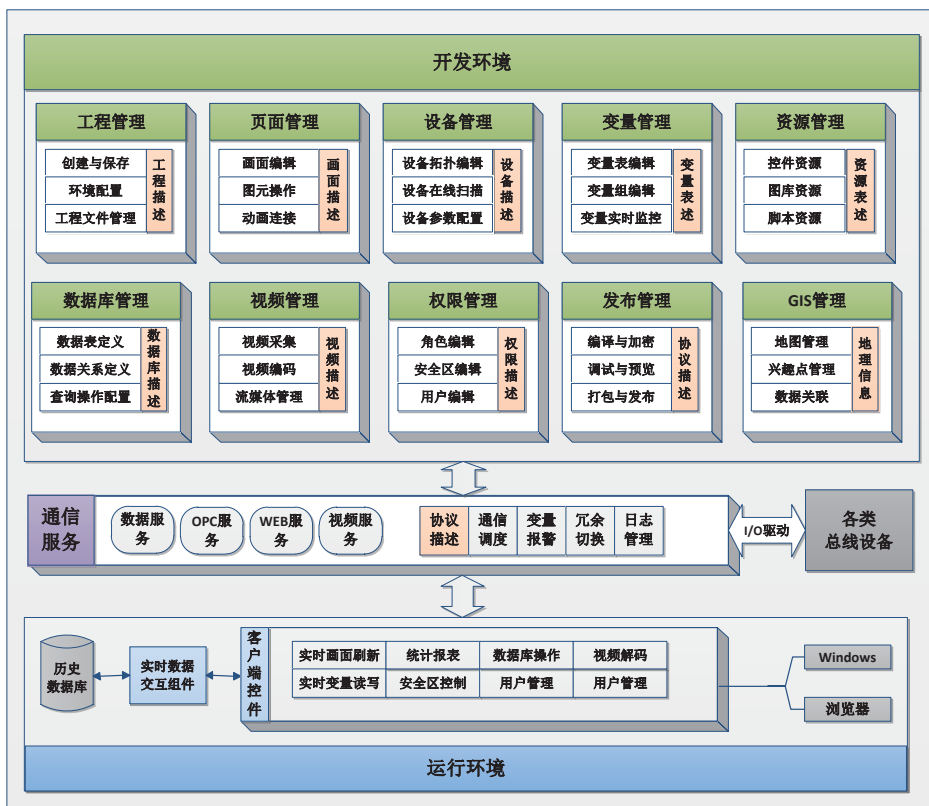 开发环境
工程管理
创建与保存
环境配置
工程文件管理
工程描述
页面管理
画面编辑
图元操作
动画连接
画面描述
设备管理
设备拓扑编辑
设备在线扫描
设备参数配置
设备描述
变量管理
变量表编辑
变量组编辑
变量实时监控
变量表述
资源管理
控件资源
图库资源
脚本资源
资源表述
数据库管理
数据表定义
数据关系定义
查询操作配置
数据库描述
视频管理
视频采集
视频编码
流媒体管理
视频描述
权限管理
角色编辑
安全区编辑
用户编辑
权限描述
发布管理
编译与加密
调试与预览
打包与发布
协议描述
GIS管理
地图管理
兴趣点管理
数据关联
地理信息
通信
服务
数据服
务
OPC服
务
WEB服
务
视频服
务
协议
描述
通信
调度
变量
报警
冗余
切换
日志
管理
I/O驱动
各类
总线设备
历史
数据库
实时数据
交互组件
客户端控件
实时画面刷新
统计报表
数据库操作
视频解码
实时变量读写
安全区控制
用户管理
用户管理
Windows
浏览器
运行环境